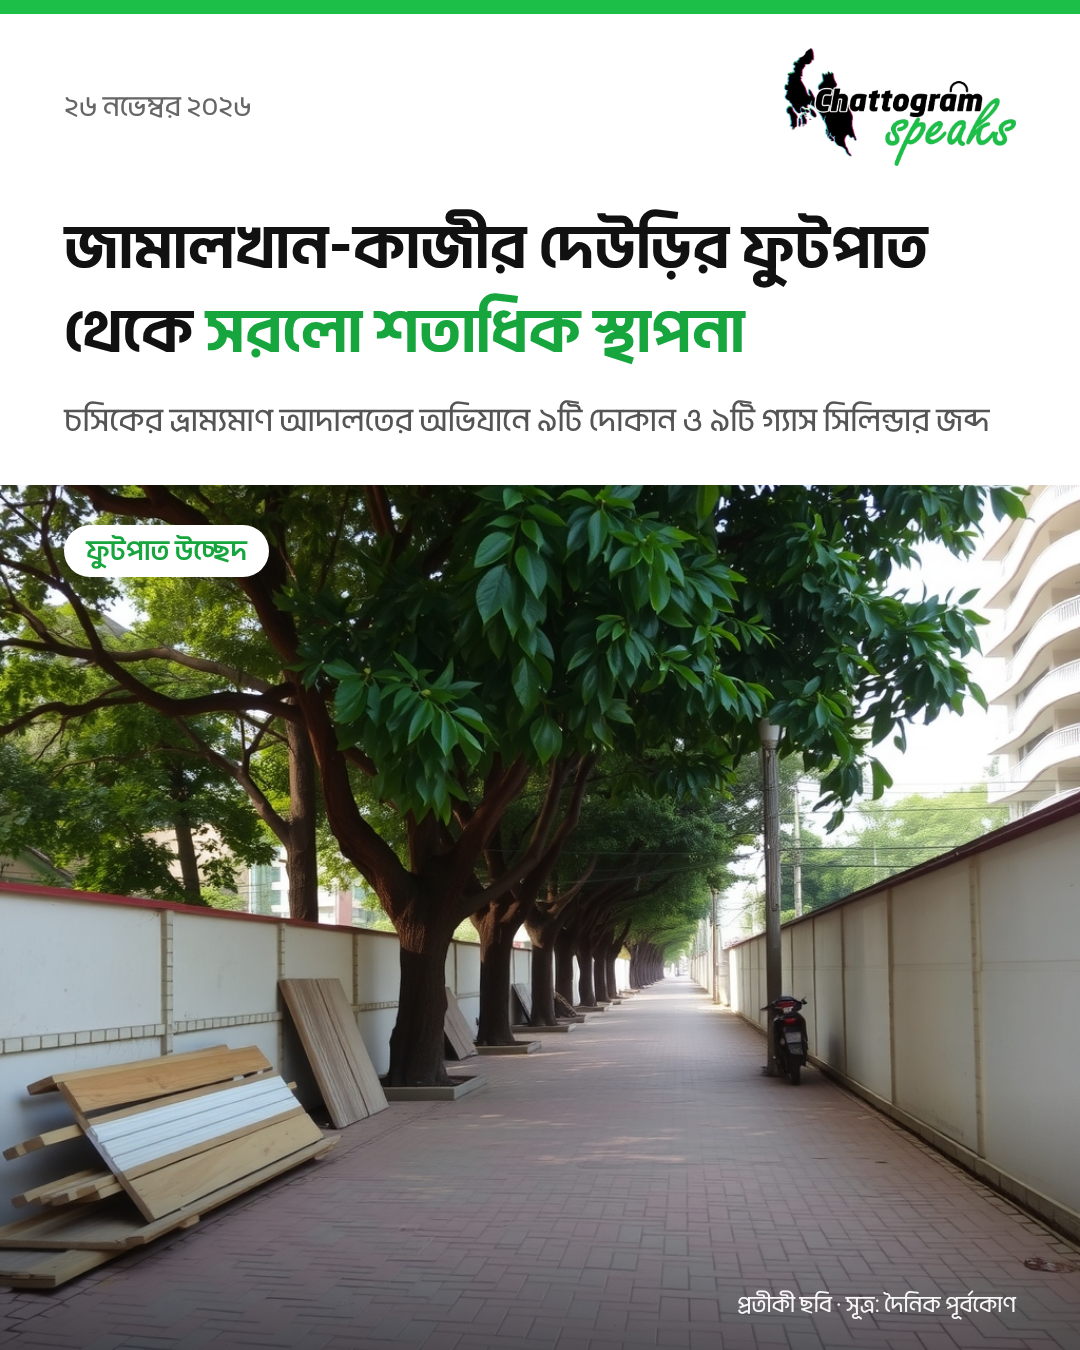 ২৬ নভেম্বর ২০২৬
Chattogram
speaks
জামালখান-কাজীর দেউড়ির ফুটপাত
থেকে সরলো শতাধিক স্থাপনা
চসিকের ভ্রাম্যমাণ আদালতের অভিযানে ৯টি দোকান ও ৯টি গ্যাস সিলিন্ডার জব্দ
ফুটপাত উচ্ছেদ
প্রতীকী ছবি · সূত্র: দৈনিক পূর্বকোণ